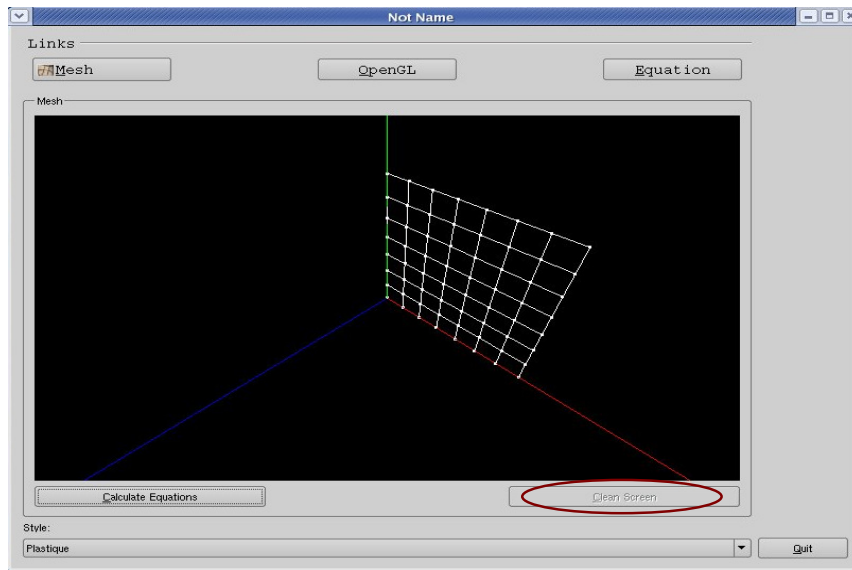 Not Name
Links
Mesh
OpenGL
Equation
Mesh
Calculate Equations
Clean Screen
Style:
Plastique
Quit